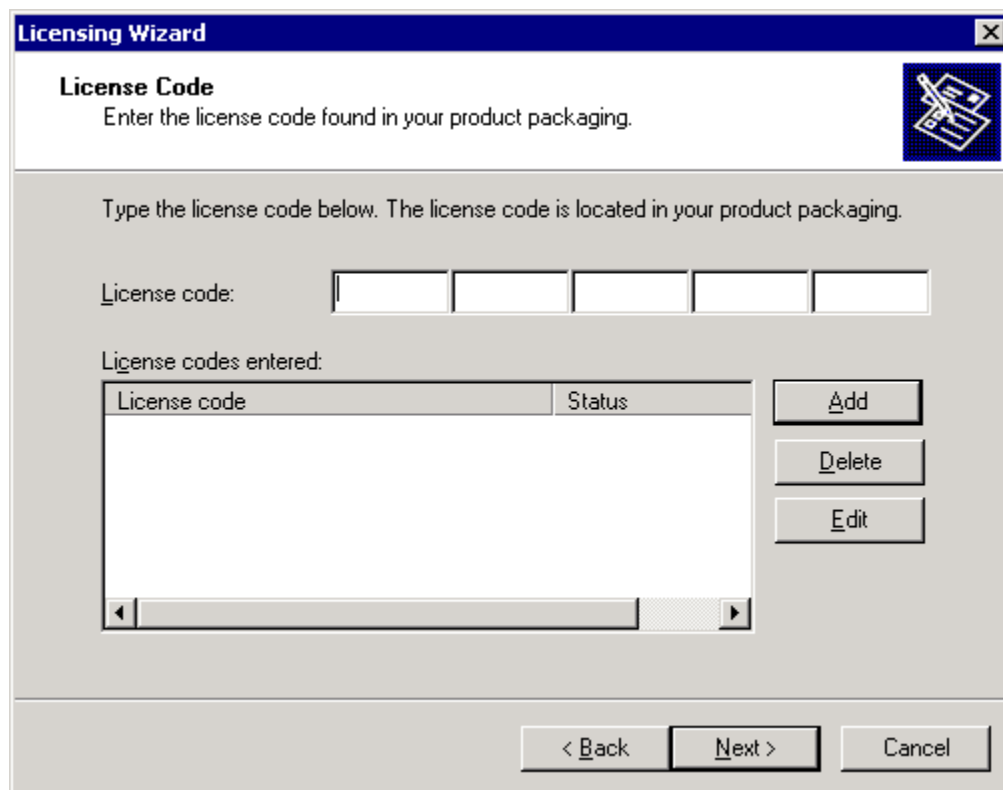 Licensing Wizard
License Code
Enter the license code found in your product packaging.
Type the license code below. The license code is located in your product packaging.
License code:
License codes entered:
License code Status
Add
Delete
Edit
< Back Next > Cancel